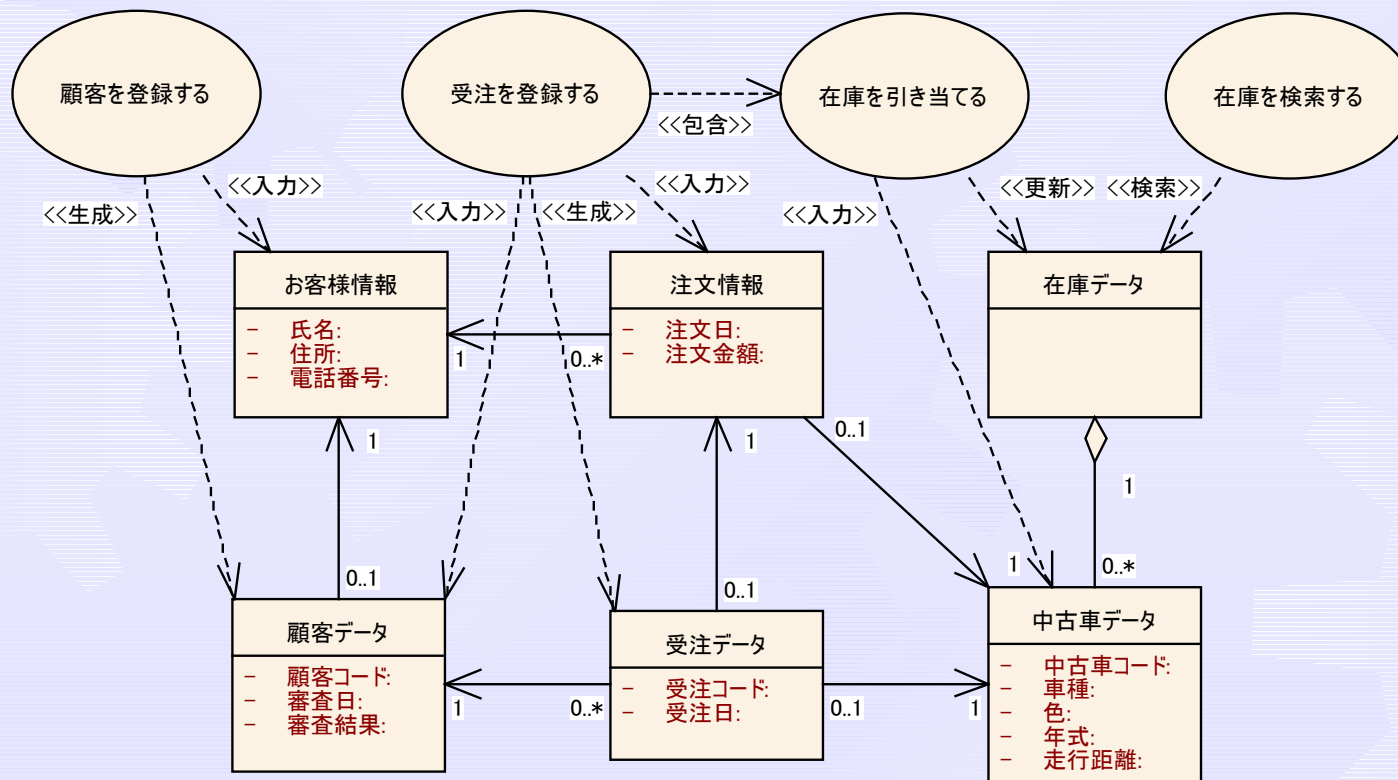 顧客を登録する
受注を登録する
在庫を引き当てる
在庫を検索する
<<包含>>
<<入力>>
<<生成>>
<<入力>>
<<生成>>
<<入力>>
<<入力>>
<<更新>>
<<検索>>
お客様情報
- 氏名:
- 住所:
- 電話番号:
注文情報
- 注文日:
- 注文金額:
在庫データ
1
0..*
1
1
0..1
1
0..1
0..1
1
0..*
顧客データ
- 顧客コード:
- 審査日:
- 審査結果:
受注データ
- 受注コード:
- 受注日:
中古車データ
- 中古車コード:
- 車種:
- 色:
- 年式:
- 走行距離:
1
0..*
0..1
1